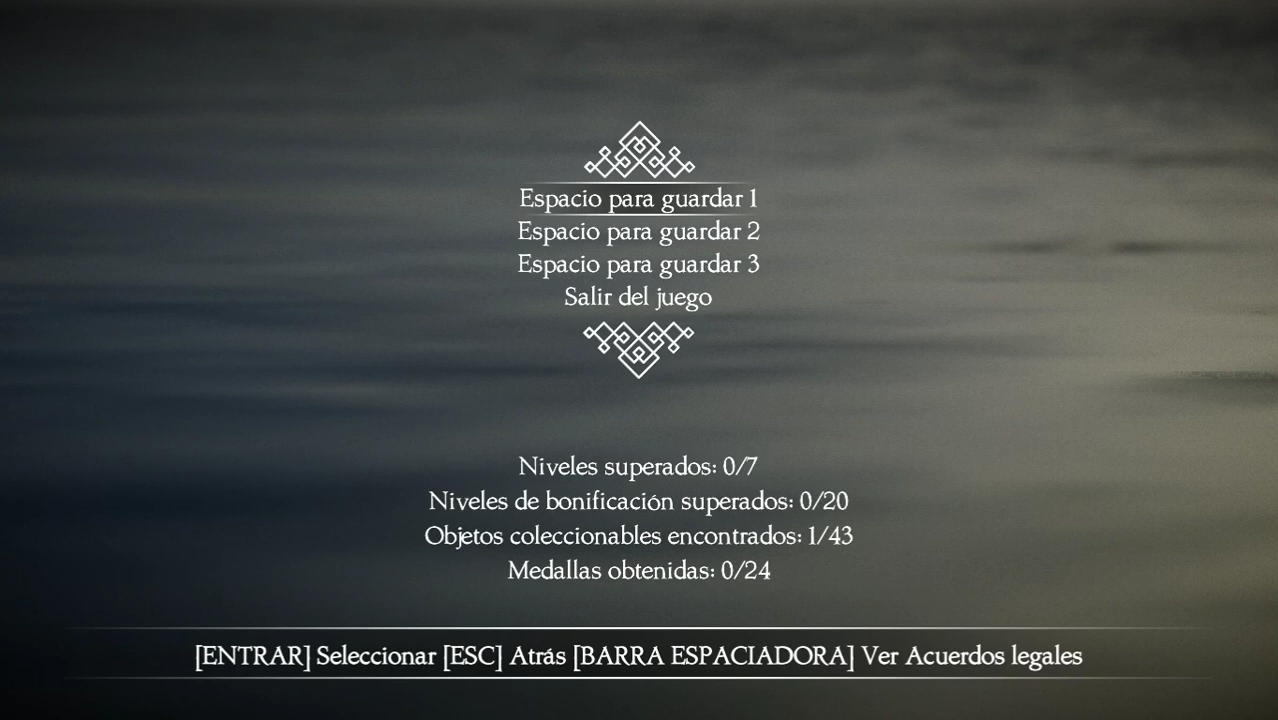 Espacio para guardar 1
Espacio para guardar 2
Espacio para guardar 3
Salir del juego
Niveles superados: 0/7
Niveles de bonificación superados: 0/20
Objetos coleccionables encontrados: 1/43
Medallas obtenidas: 0/24
[ENTRAR] Seleccionar [ESC] Atrás [BARRA ESPACIADORA] Ver Acuerdos legales